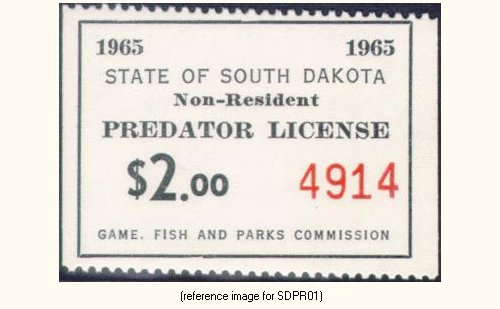 1965 1965
STATE OF SOUTH DAKOTA
Non-Resident
PREDATOR LICENSE
$2.00 4914
GAME, FISH AND PARKS COMMISSION
(reference image for SDPR01)